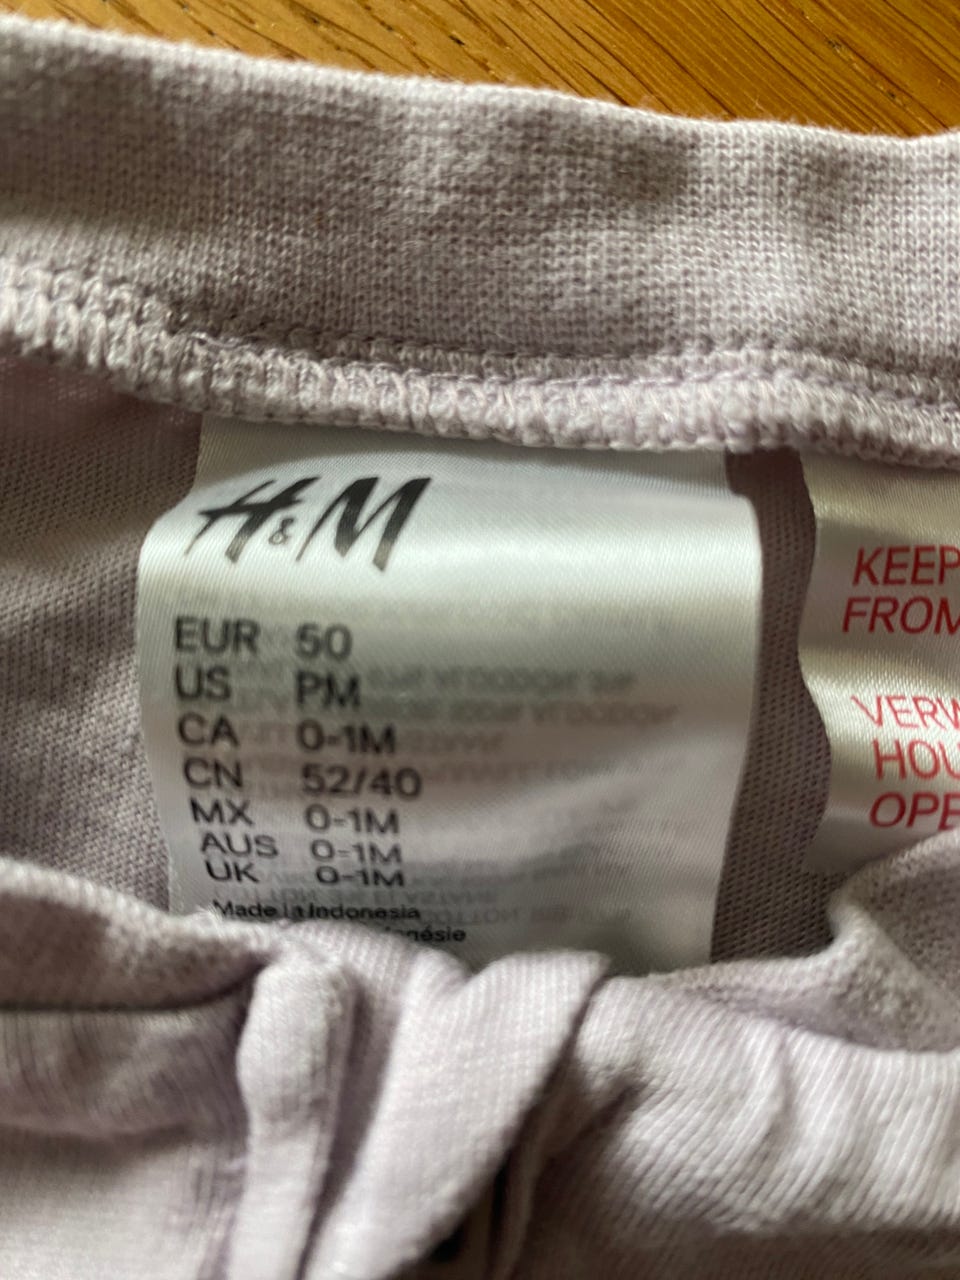 H&M
EUR 50
US PM
CA 0-1M
CN 52/40
MX 0-1M
AUS 0-1M
UK 0-1M
Made in Indonesia
KEEP
FROM
VERW
HOU
OPE